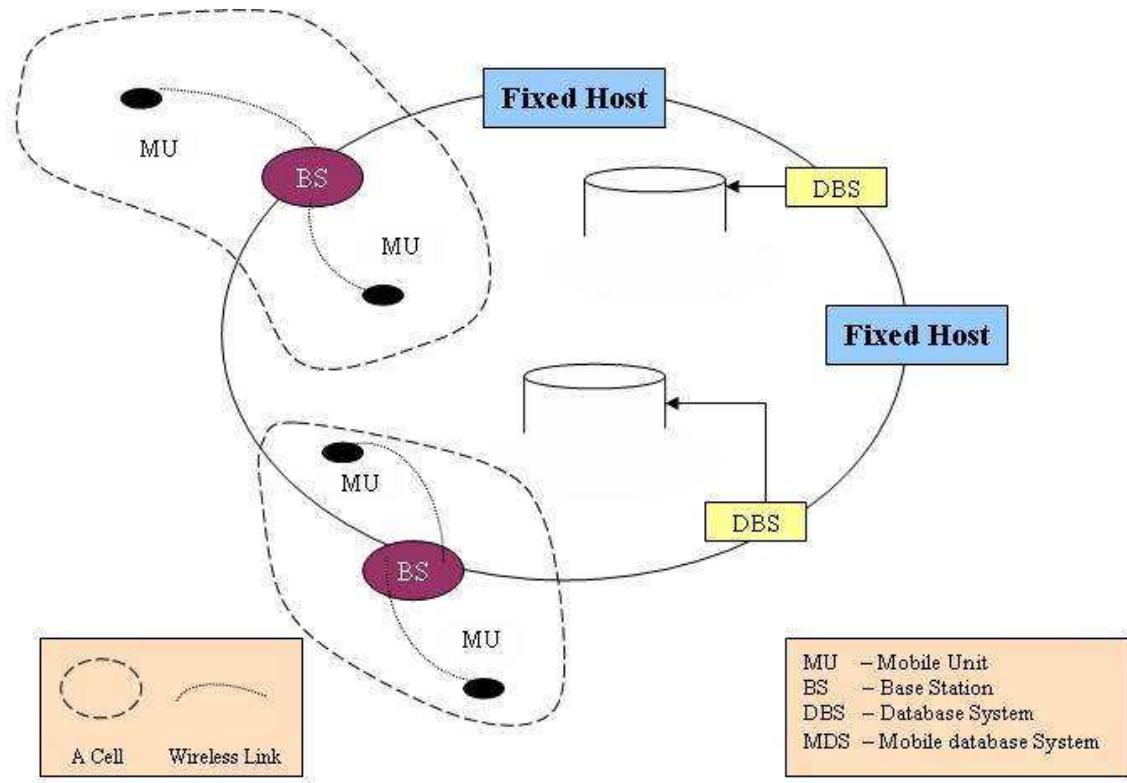 Fixed Host
MU
BS
DBS
MU
Fixed Host
MU
DBS
BS
MU
A Cell
Wireless Link
MU – Mobile Unit
BS – Base Station
DBS – Database System
MDS – Mobile database System